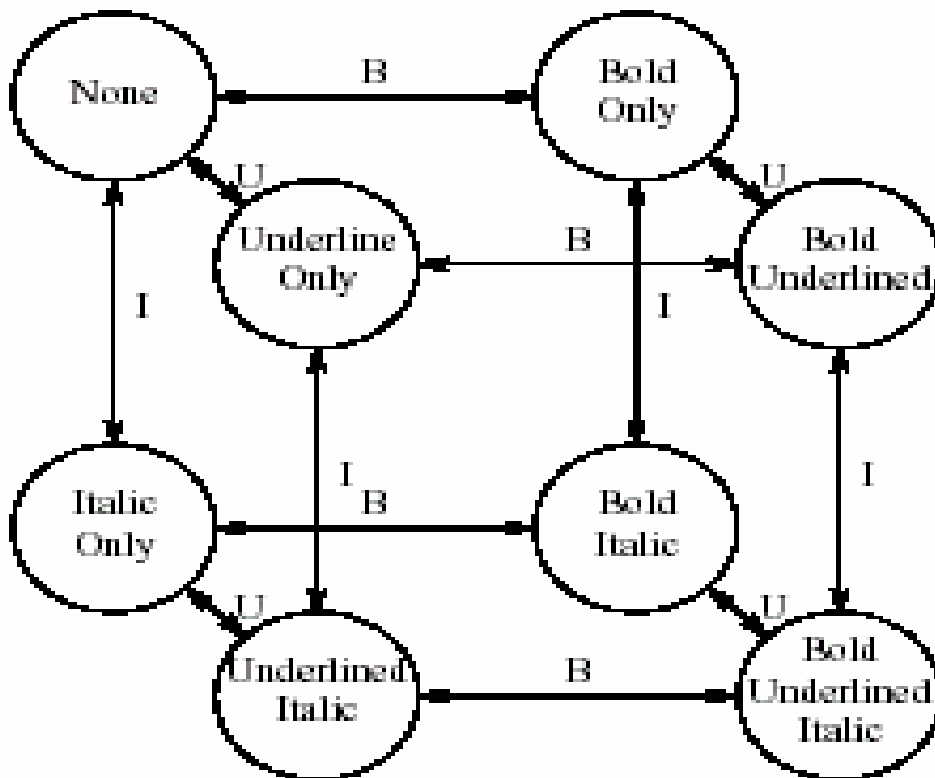 None
B
Bold
Only
U
U
Underline
Only
B
Bold
Underlined
I
I
Italic
Only
I
B
Bold
Italic
I
U
U
Underlined
Italic
B
Bold
Underlined
Italic